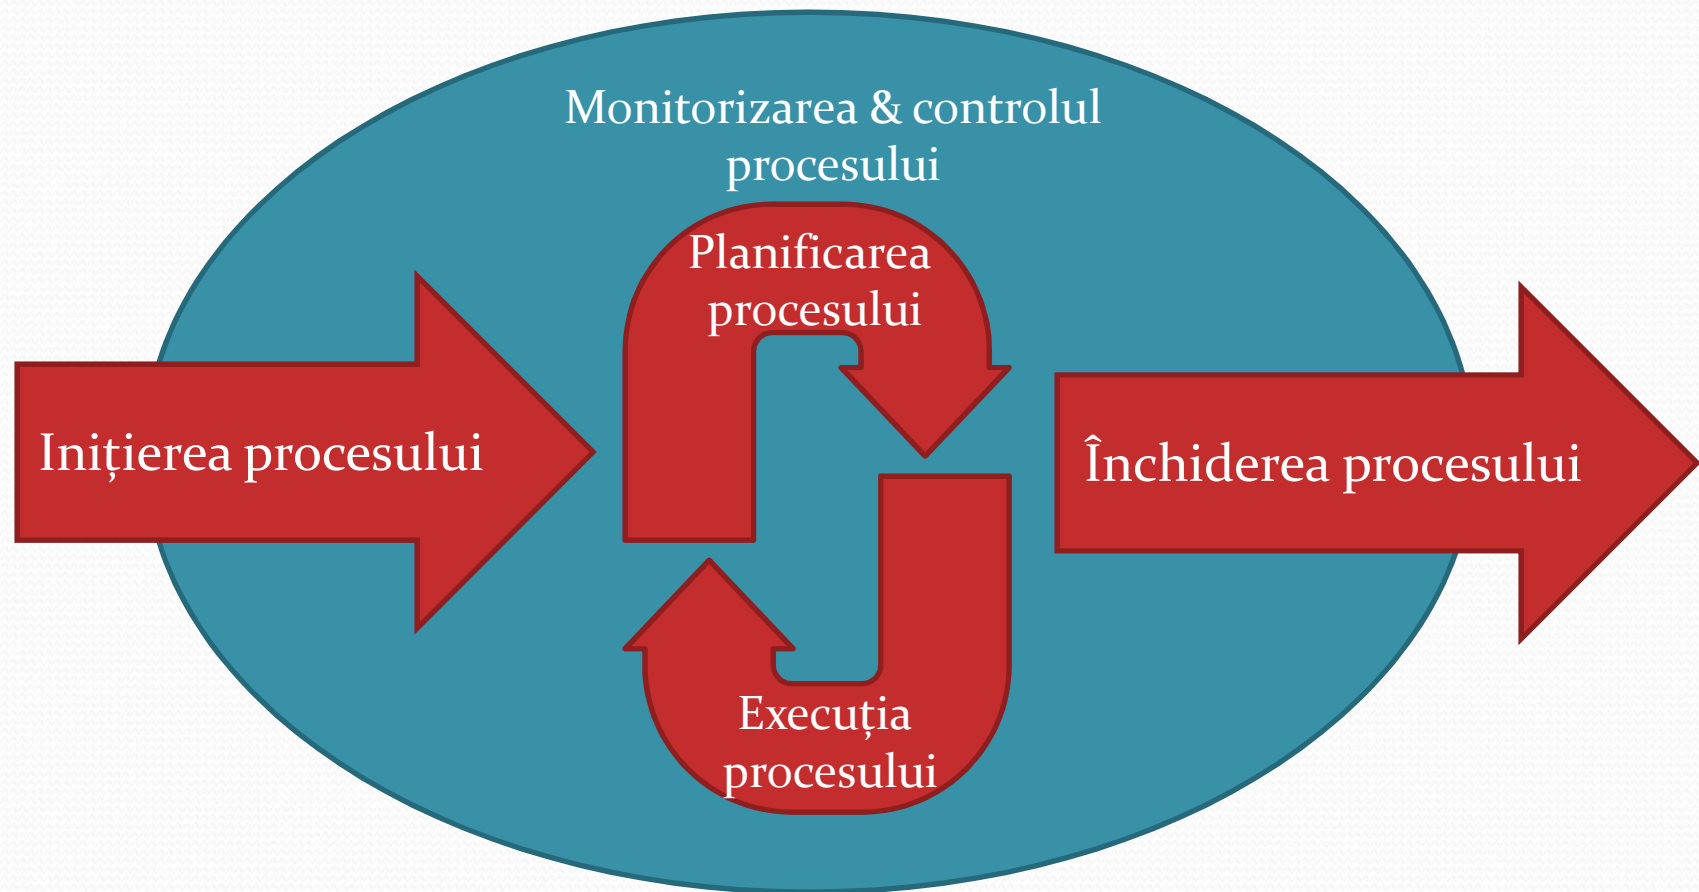 Monitorizarea & controlul
procesului
Planificarea
procesului
Inițierea procesului
Închiderea procesului
Execuția
procesului